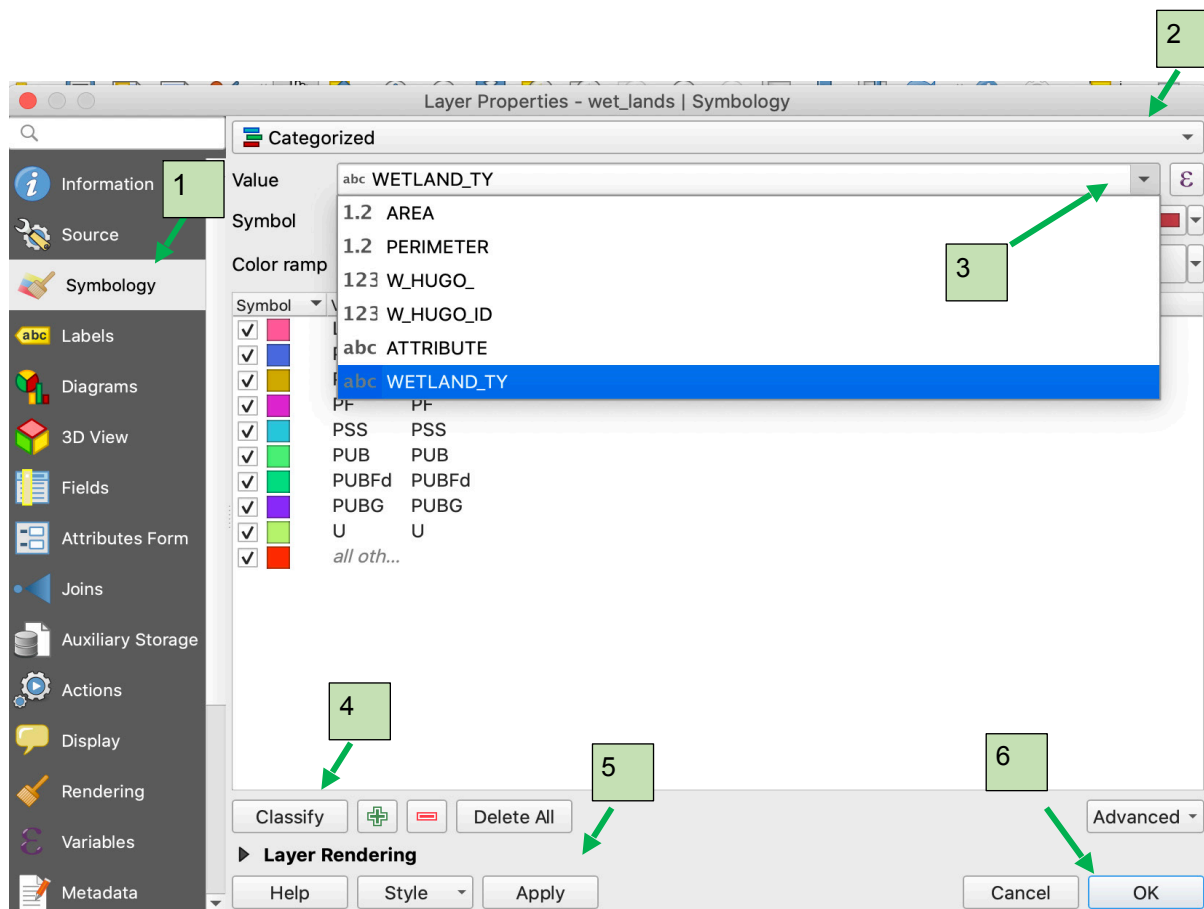 2
Layer Properties - wet_lands | Symbology
Categorized
Information
1
Value
abc WETLAND_TY
ε
Source
Symbol
1.2 AREA
1.2 PERIMETER
3
Symbology
Color ramp
123 W_HUGO_
123 W_HUGO_ID
Symbol
abc Labels
abc ATTRIBUTE
Diagrams
abc WETLAND_TY
PF PF
3D View
PSS PSS
PUB PUB
Fields
PUBFd PUBFd
PUBG PUBG
Attributes Form
U U
all oth...
Joins
Auxiliary Storage
Actions
4
Display
5
6
Rendering
Classify
Delete All
Advanced
Variables
Layer Rendering
Metadata
Help
Style
Apply
Cancel
OK